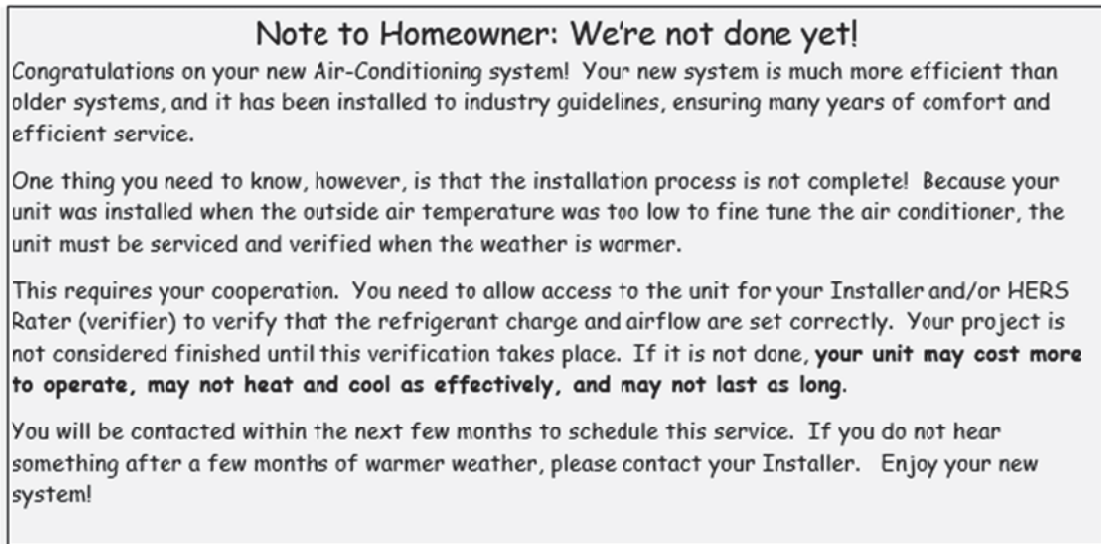 Note to Homeowner: We're not done yet!
Congratulations on your new Air-Conditioning system! Your new system is much more efficient than
older systems, and it has been installed to industry guidelines, ensuring many years of comfort and
efficient service.
One thing you need to know, however, is that the installation process is not complete! Because your
unit was installed when the outside air temperature was too low to fine tune the air conditioner, the
unit must be serviced and verified when the weather is warmer.
This requires your cooperation. You need to allow access to the unit for your Installer and/or HERS
Rater (verifier) to verify that the refrigerant charge and airflow are set correctly. Your project is
not considered finished until this verification takes place. If it is not done, your unit may cost more
to operate, may not heat and cool as effectively, and may not last as long.
You will be contacted within the next few months to schedule this service. If you do not hear
something after a few months of warmer weather, please contact your Installer. Enjoy your new
system!